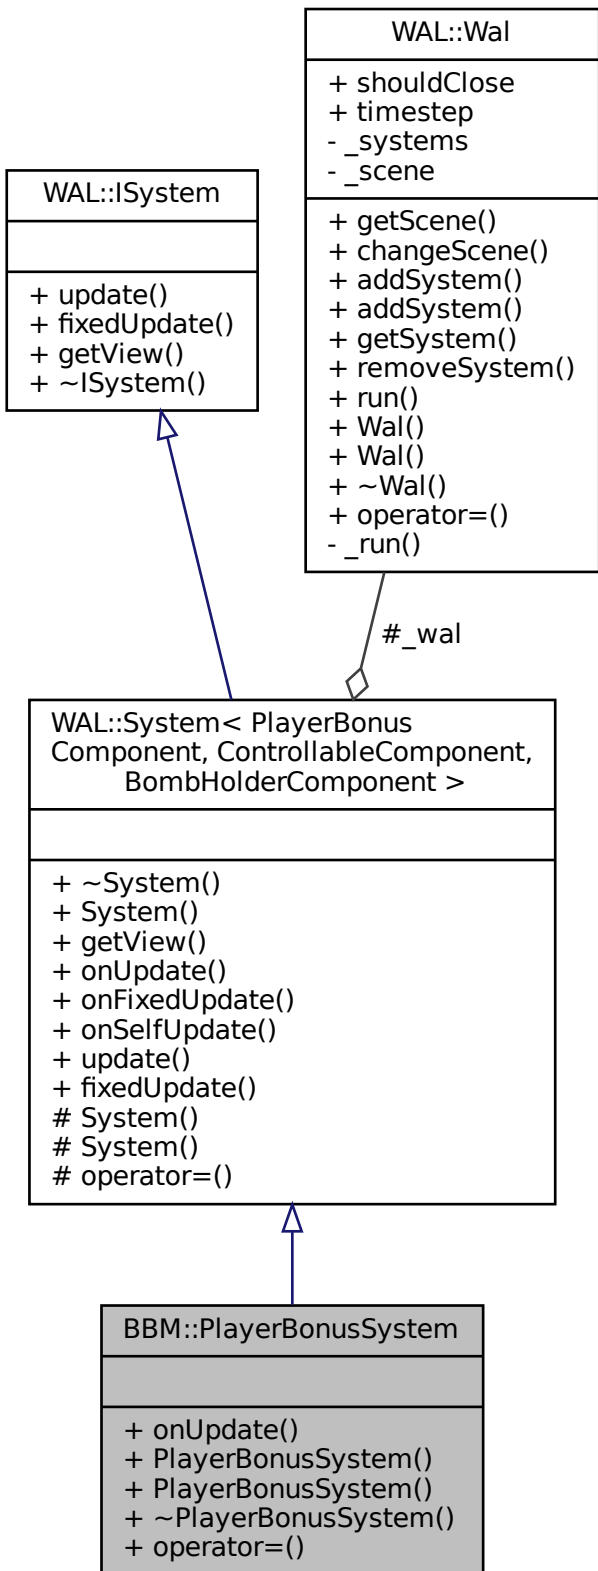 WAL::Wal
+ shouldClose
+ timestep
- _systems
- _scene
+ getScene()
+ changeScene()
+ addSystem()
+ addSystem()
+ getSystem()
+ removeSystem()
+ run()
+ Wal()
+ Wal()
+ ~Wal()
+ operator=()
- _run()
WAL::ISystem
+ update()
+ fixedUpdate()
+ getView()
+ ~ISystem()
#_wal
WAL::System< PlayerBonus
Component, ControllableComponent,
BombHolderComponent >
+ ~System()
+ System()
+ getView()
+ onUpdate()
+ onFixedUpdate()
+ onSelfUpdate()
+ update()
+ fixedUpdate()
# System()
# System()
# operator=()
BBM::PlayerBonusSystem
+ onUpdate()
+ PlayerBonusSystem()
+ PlayerBonusSystem()
+ ~PlayerBonusSystem()
+ operator=()